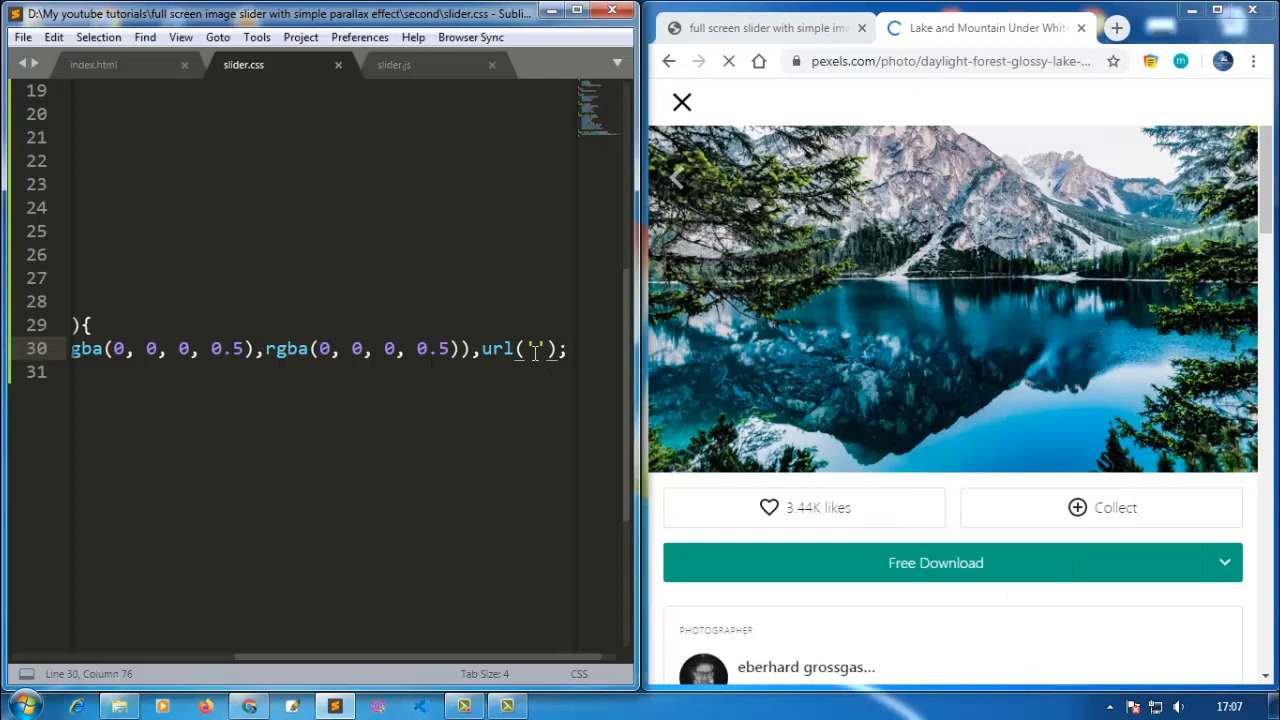 D:\My youtube tutorials\full screen image slider with simple parallax effect\second\slider.css - Subli...
File Edit Selection Find View Goto Tools Project Preferences Help Browser Sync
index.html
slider.css
slider.js
19
20
21
22
23
24
25
26
27
28
29 ){
30 gba(0, 0, 0, 0.5),rgba(0, 0, 0, 0.5)),url('');
31
Line 30, Column 76
Tab Size: 4
CSS
full screen slider with simple ima
Lake and Mountain Under White
pexels.com/photo/daylight-forest-glossy-lake-...
m
3.44K likes
Collect
Free Download
PHOTOGRAPHER
eberhard grossgas...
17:07